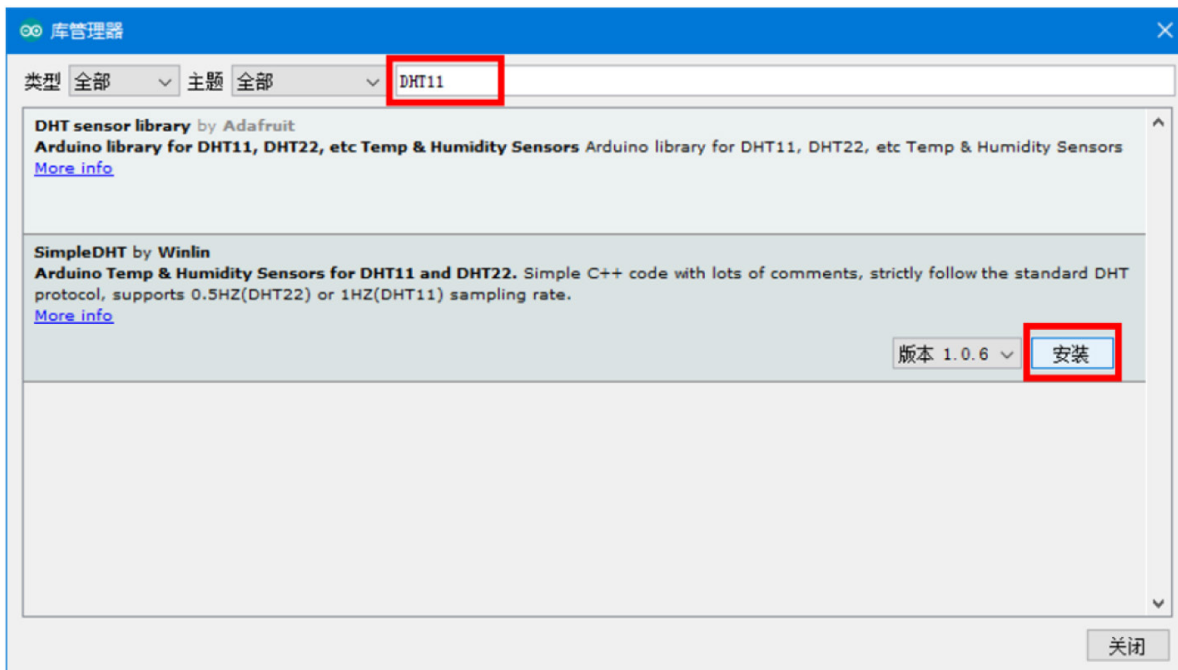 库管理器
类型 全部 主题 全部 DHT11
DHT sensor library by Adafruit
Arduino library for DHT11, DHT22, etc Temp & Humidity Sensors Arduino library for DHT11, DHT22, etc Temp & Humidity Sensors
More info
SimpleDHT by Winlin
Arduino Temp & Humidity Sensors for DHT11 and DHT22. Simple C++ code with lots of comments, strictly follow the standard DHT
protocol, supports 0.5HZ(DHT22) or 1HZ(DHT11) sampling rate.
More info
版本 1.0.6 安装
关闭